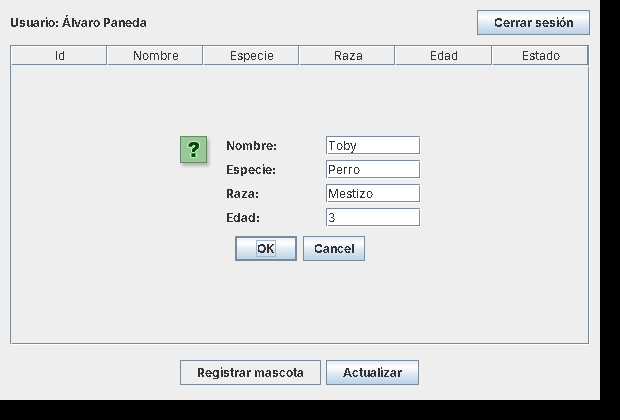 Usuario: Álvaro Paneda Cerrar sesión
Id Nombre Especie Raza Edad Estado
? Nombre: Toby
Especie: Perro
Raza: Mestizo
Edad: 3
OK Cancel
Registrar mascota Actualizar